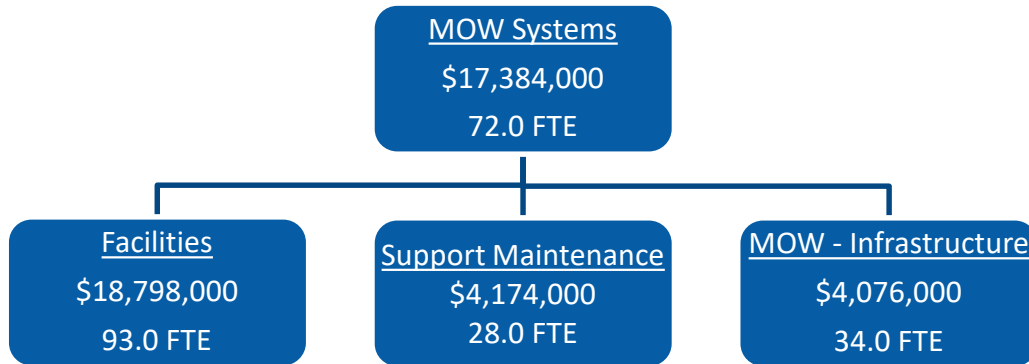 MOW Systems
$17,384,000
72.0 FTE
Facilities
$18,798,000
93.0 FTE
Support Maintenance
$4,174,000
28.0 FTE
MOW - Infrastructure
$4,076,000
34.0 FTE